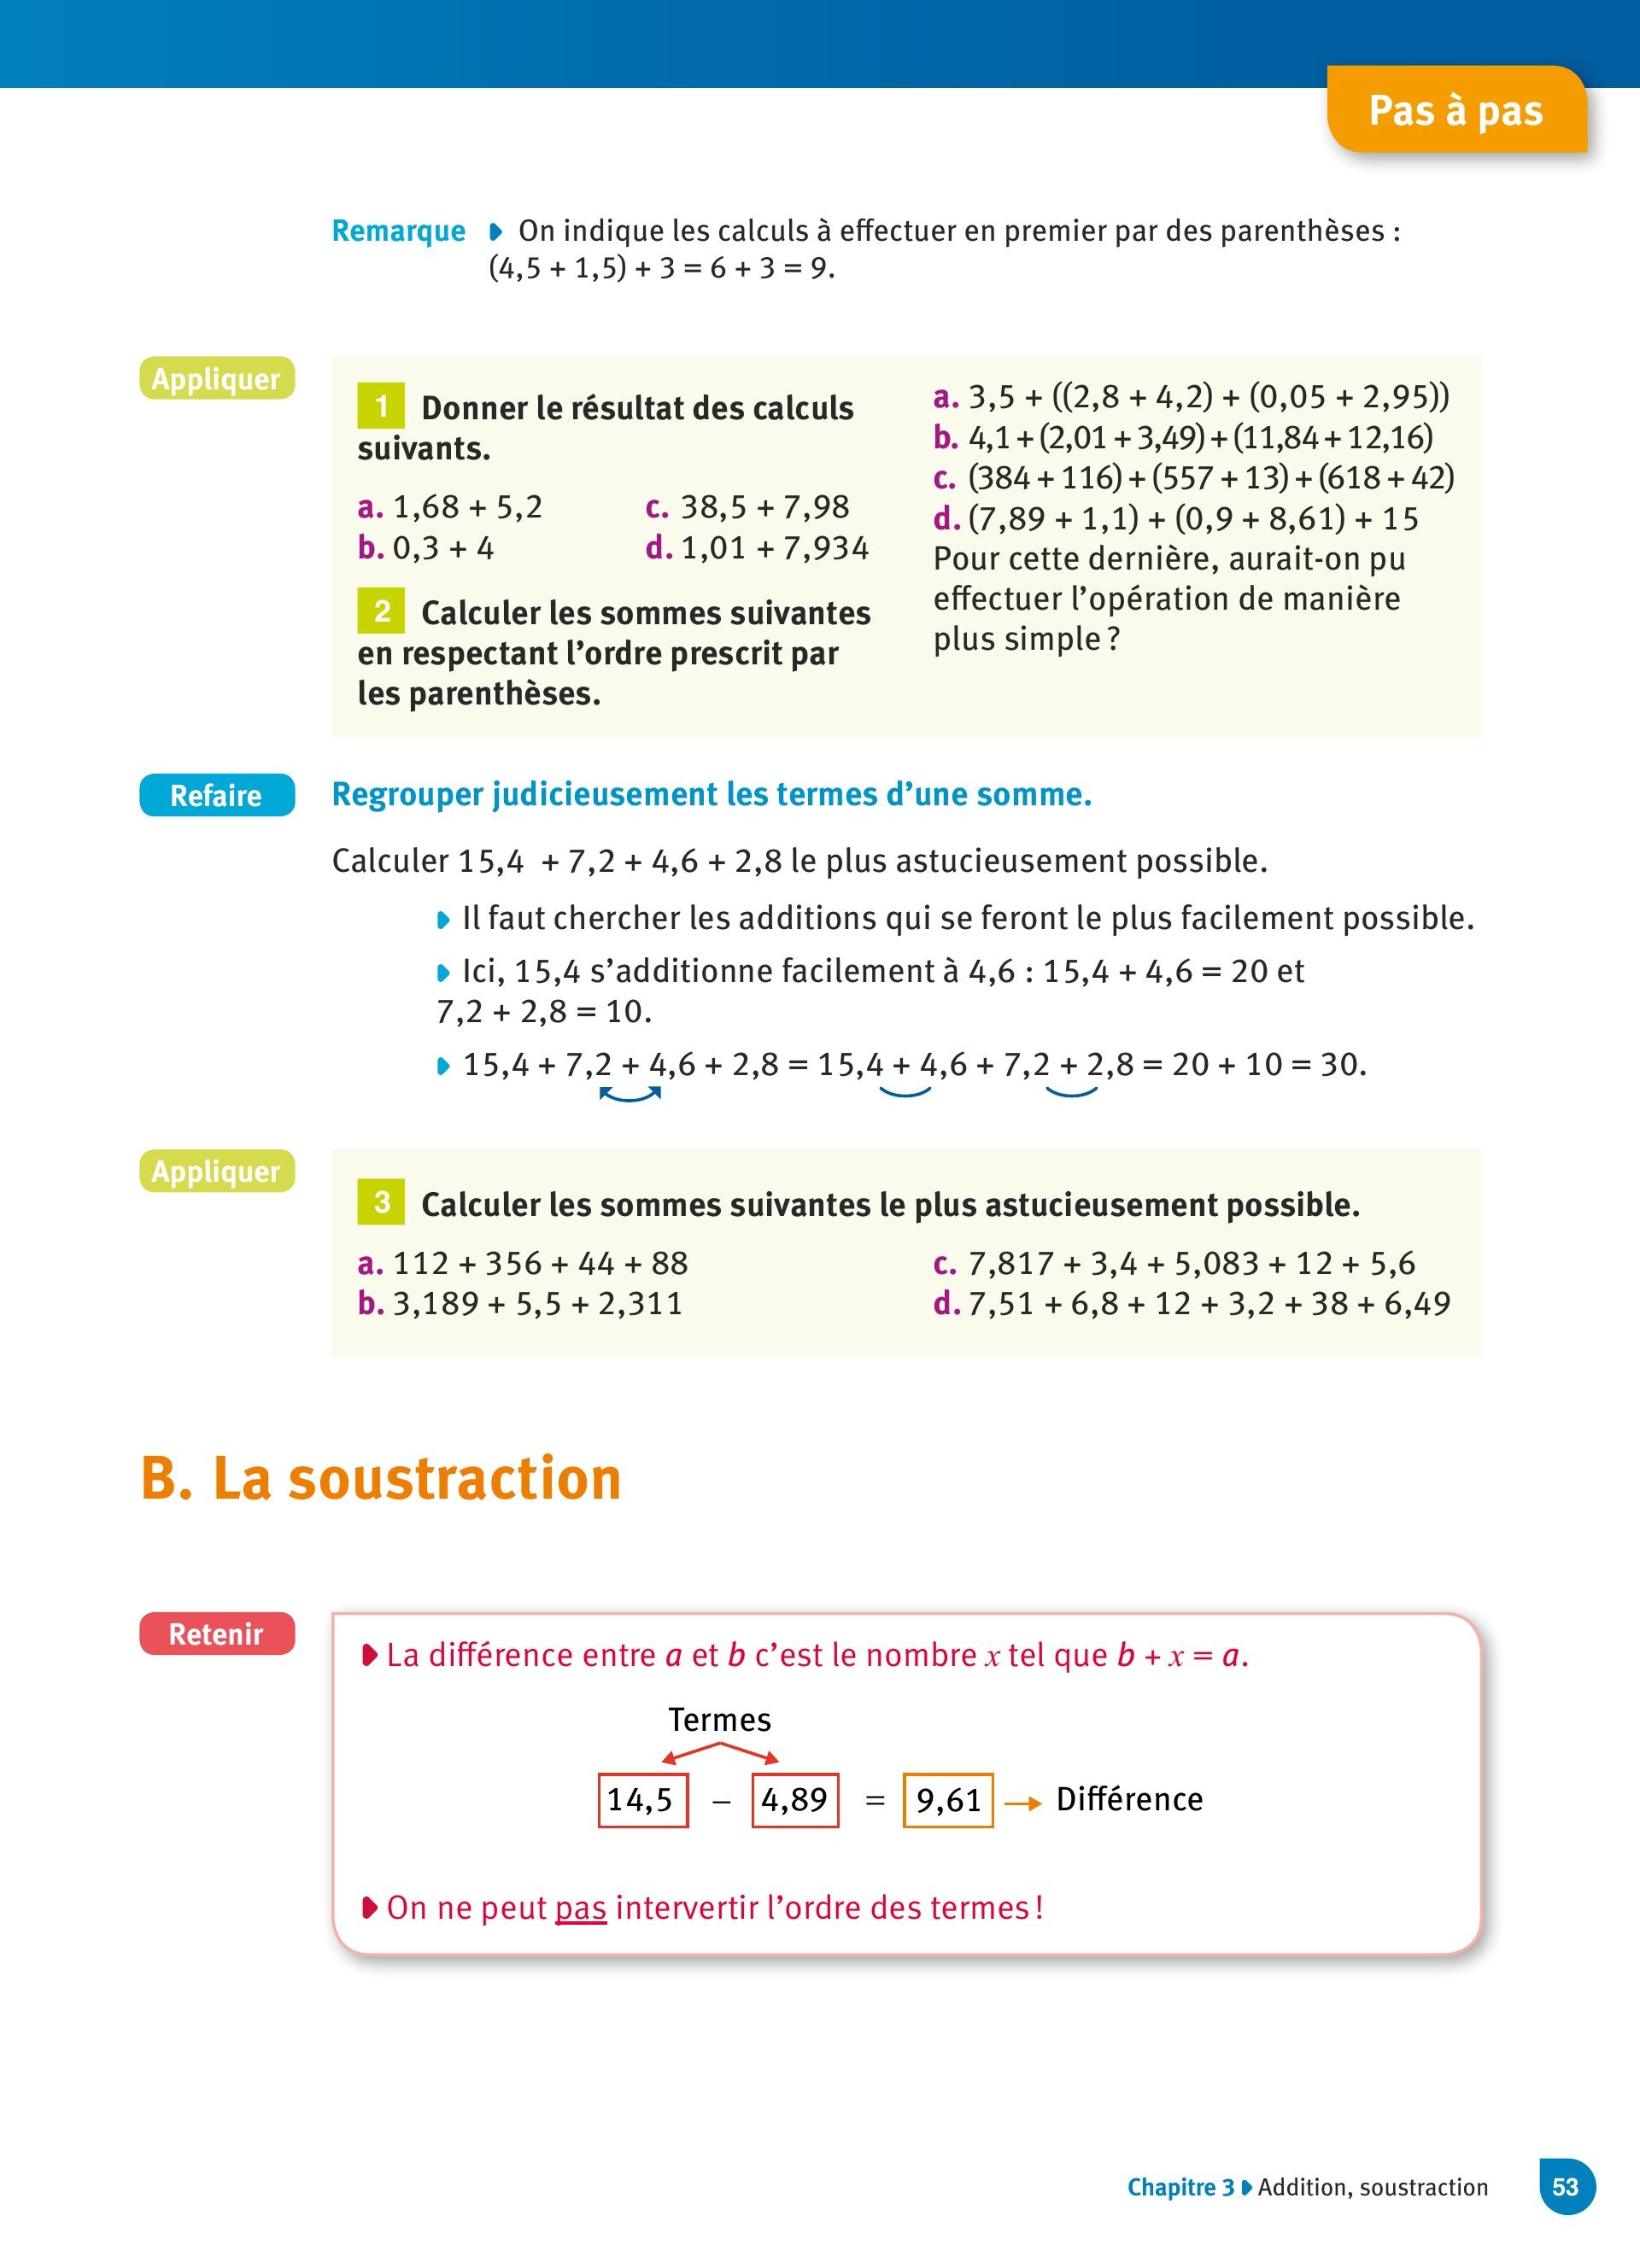 Pas à pas
Remarque On indique les calculs à effectuer en premier par des parenthèses :
(4,5 + 1,5) + 3 = 6 + 3 = 9.
Appliquer
1 Donner le résultat des calculs
suivants.
a. 1,68 + 5,2
b. 0,3 + 4
c. 38,5 + 7,98
d. 1,01 + 7,934
2 Calculer les sommes suivantes
en respectant l’ordre prescrit par
les parenthèses.
a. 3,5 + ((2,8 + 4,2) + (0,05 + 2,95))
b. 4,1 + (2,01 + 3,49) + (11,84 + 12,16)
c. (384 + 116) + (557 + 13) + (618 + 42)
d. (7,89 + 1,1) + (0,9 + 8,61) + 15
Pour cette dernière, aurait-on pu
effectuer l’opération de manière
plus simple ?
Refaire
Regrouper judicieusement les termes d’une somme.
Calculer 15,4 + 7,2 + 4,6 + 2,8 le plus astucieusement possible.
Il faut chercher les additions qui se feront le plus facilement possible.
Ici, 15,4 s’additionne facilement à 4,6 : 15,4 + 4,6 = 20 et
7,2 + 2,8 = 10.
15,4 + 7,2 + 4,6 + 2,8 = 15,4 + 4,6 + 7,2 + 2,8 = 20 + 10 = 30.
Appliquer
3 Calculer les sommes suivantes le plus astucieusement possible.
a. 112 + 356 + 44 + 88
b. 3,189 + 5,5 + 2,311
c. 7,817 + 3,4 + 5,083 + 12 + 5,6
d. 7,51 + 6,8 + 12 + 3,2 + 38 + 6,49
B. La soustraction
Retenir
La différence entre a et b c’est le nombre x tel que b + x = a.
Termes
14,5 – 4,89 = 9,61 → Différence
On ne peut pas intervertir l’ordre des termes !
Chapitre 3 Addition, soustraction 53